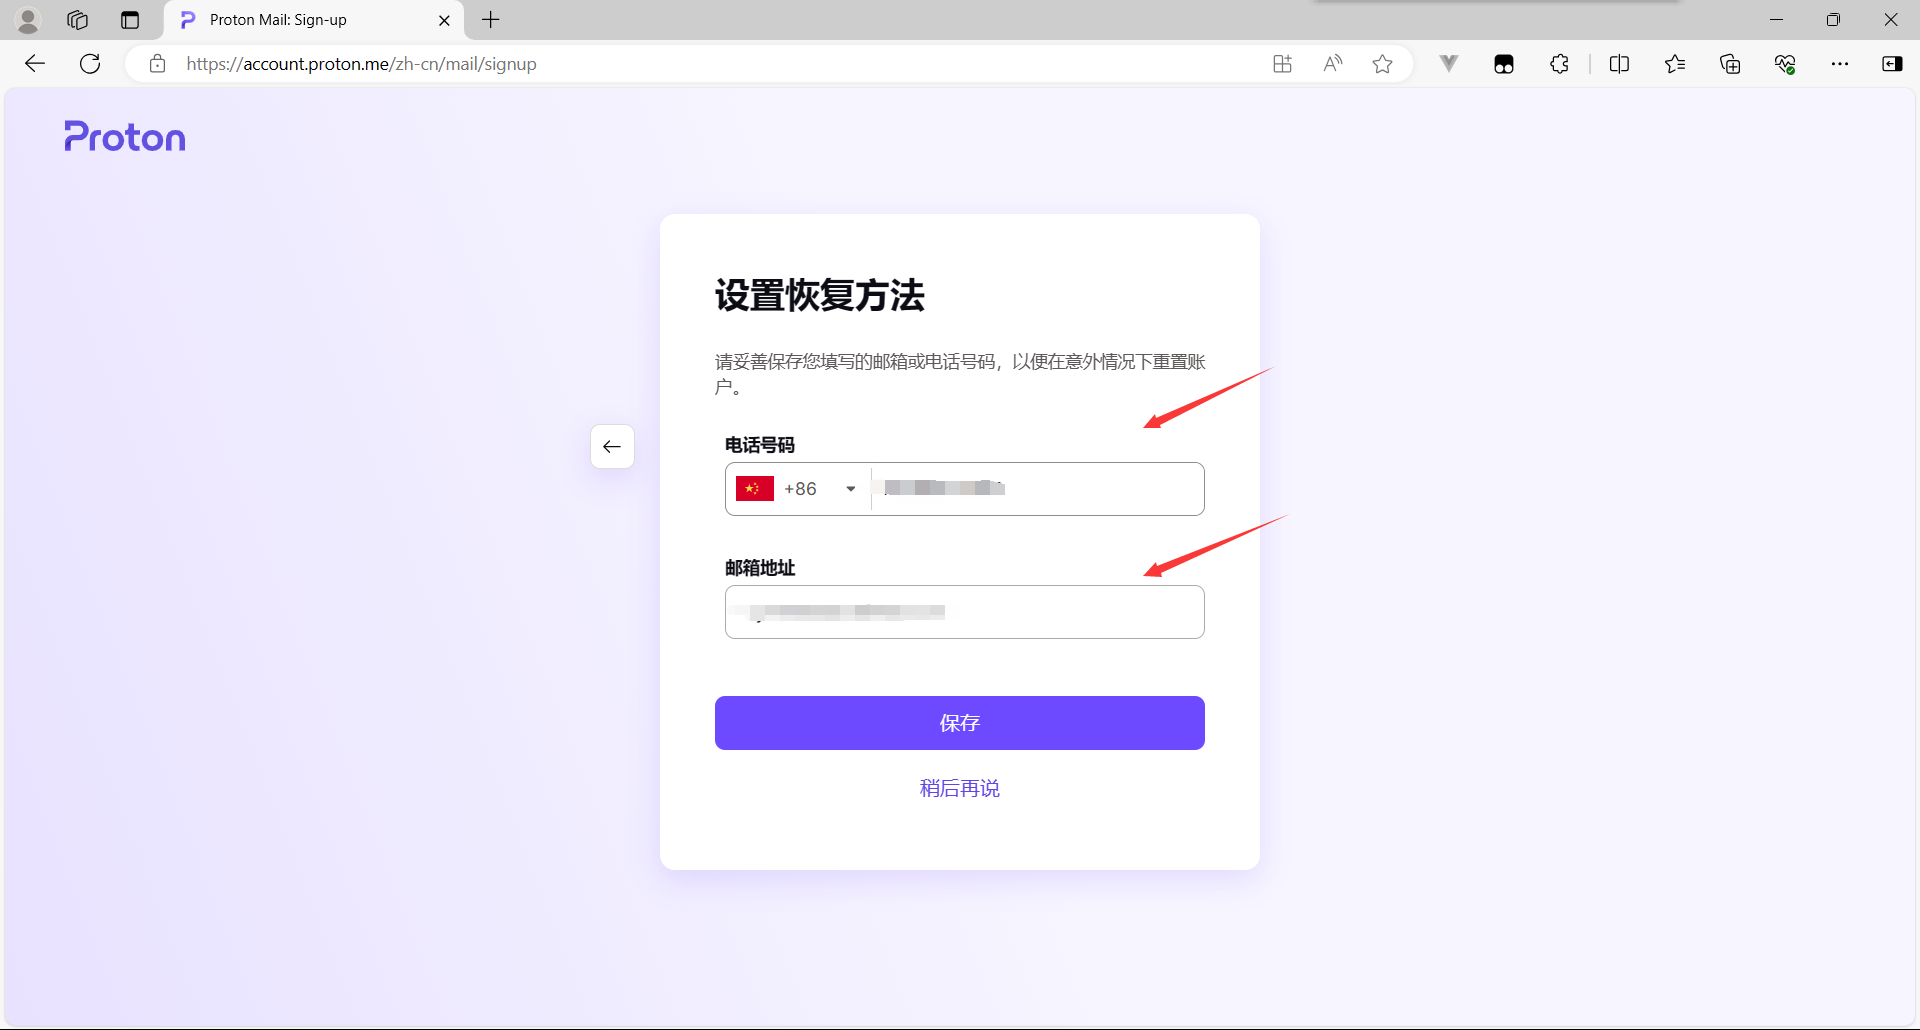 Proton Mail: Sign-up
https://account.proton.me/zh-cn/mail/signup
Proton
设置恢复方法
请妥善保存您填写的邮箱或电话号码，以便在意外情况下重置账
户。
电话号码
+86
邮箱地址
保存
稍后再说